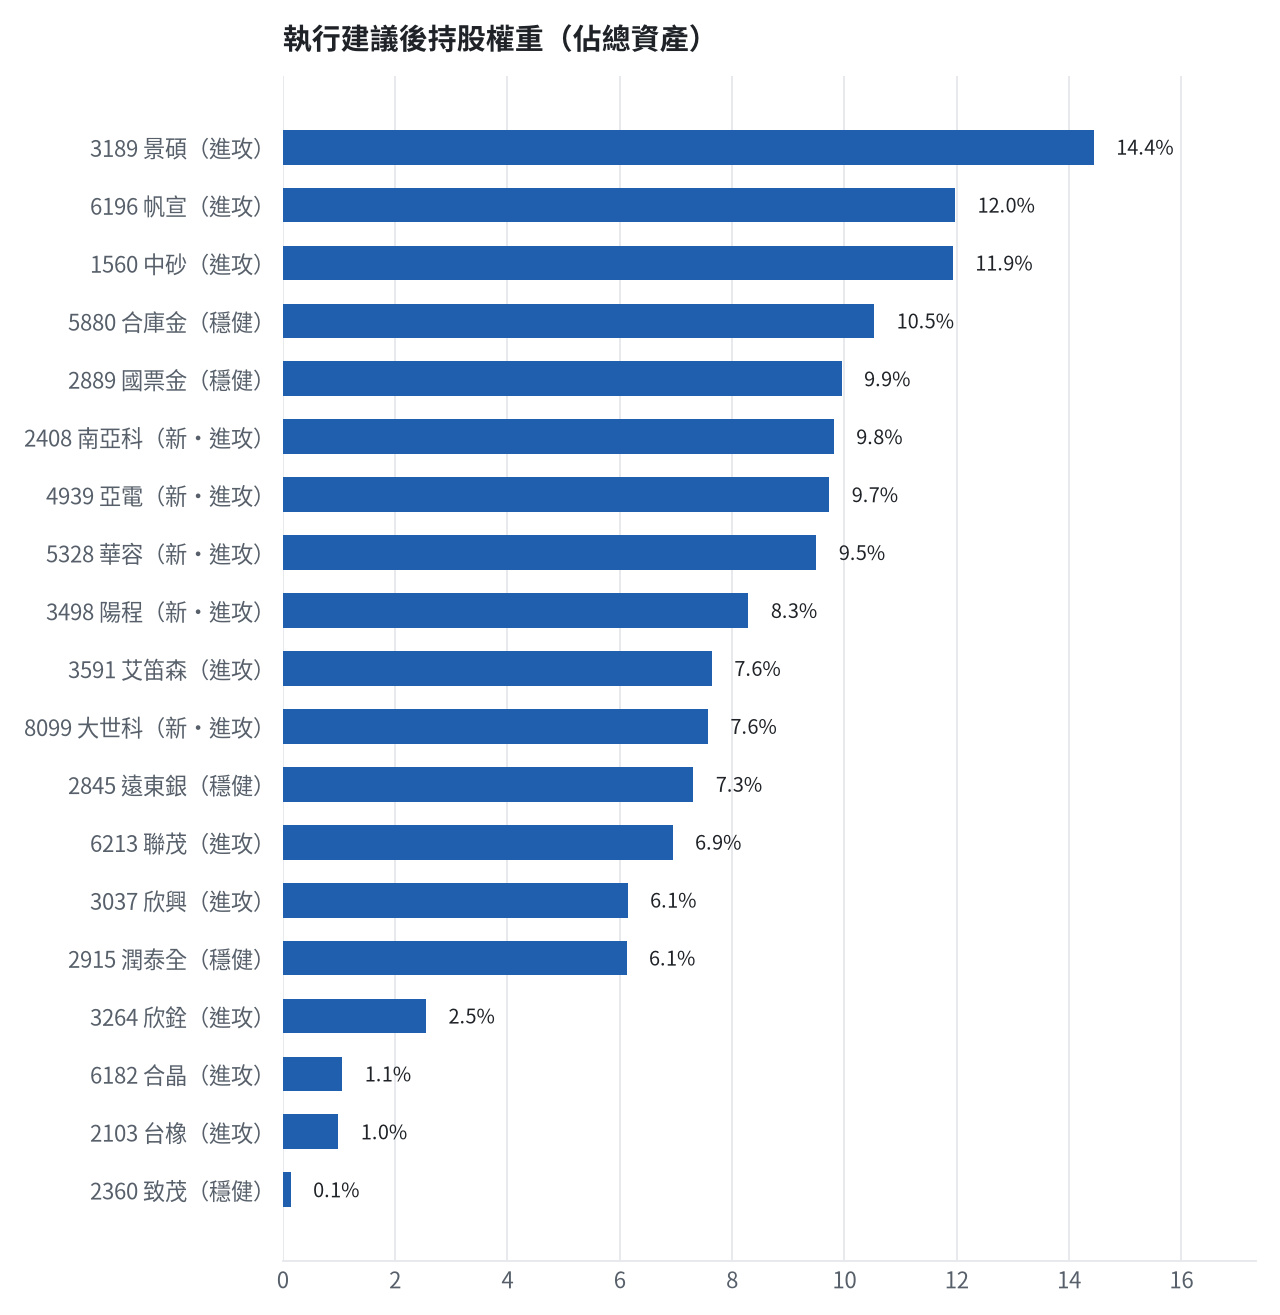 執行建議後持股權重（佔總資產）
3189 景碩（進攻） 14.4%
6196 帆宣（進攻） 12.0%
1560 中砂（進攻） 11.9%
5880 合庫金（穩健） 10.5%
2889 國票金（穩健） 9.9%
2408 南亞科（新・進攻） 9.8%
4939 亞電（新・進攻） 9.7%
5328 華容（新・進攻） 9.5%
3498 陽程（新・進攻） 8.3%
3591 艾笛森（進攻） 7.6%
8099 大世科（新・進攻） 7.6%
2845 遠東銀（穩健） 7.3%
6213 聯茂（進攻） 6.9%
3037 欣興（進攻） 6.1%
2915 潤泰全（穩健） 6.1%
3264 欣銓（進攻） 2.5%
6182 合晶（進攻） 1.1%
2103 台橡（進攻） 1.0%
2360 致茂（穩健） 0.1%
0 2 4 6 8 10 12 14 16